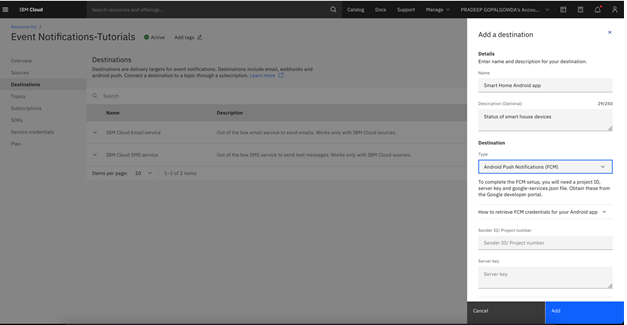 IBM Cloud
Search resources and offerings...
Catalog
Docs
Support
Manage
PRADEEP GOPALGOWDA's Accou...
Resource list /
Event Notifications-Tutorials
Active
Add tags
Overview
Sources
Destinations
Topics
Subscriptions
SDKs
Service credentials
Plan
Destinations
Destinations are delivery targets for event notifications. Destinations include email, webhooks and
android push. Connect a destination to a topic through a subscription. Learn more
Search
Name
Description
IBM Cloud Email service
Out of the box email service to send emails. Works only with IBM Cloud sources.
IBM Cloud SMS service
Out of the box SMS service to send text messages. Works only with IBM Cloud sources.
Items per page:
10
1–2 of 2 items
Add a destination
Details
Enter name and description for your destination.
Name
Smart Home Android app
Description (Optional)
29/250
Status of smart house devices
Destination
Type
Android Push Notifications (FCM)
To complete the FCM setup, you will need a project ID,
server key and google-services.json file. Obtain these from
the Google developer portal.
How to retrieve FCM credentials for your Android app
Sender ID/ Project number
Sender ID/ Project number
Server key
Server key
Cancel
Add